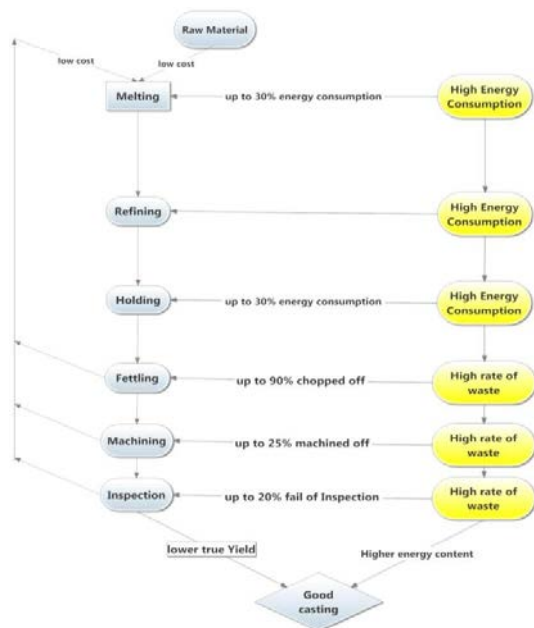 Raw Material
low cost
low cost
Melting
up to 30% energy consumption
High Energy
Consumption
Refining
High Energy
Consumption
Holding
up to 30% energy consumption
High Energy
Consumption
Fettling
up to 90% chopped off
High rate of
waste
Machining
up to 25% machined off
High rate of
waste
Inspection
up to 20% fail of Inspection
High rate of
waste
lower true Yield
Higher energy content
Good
casting